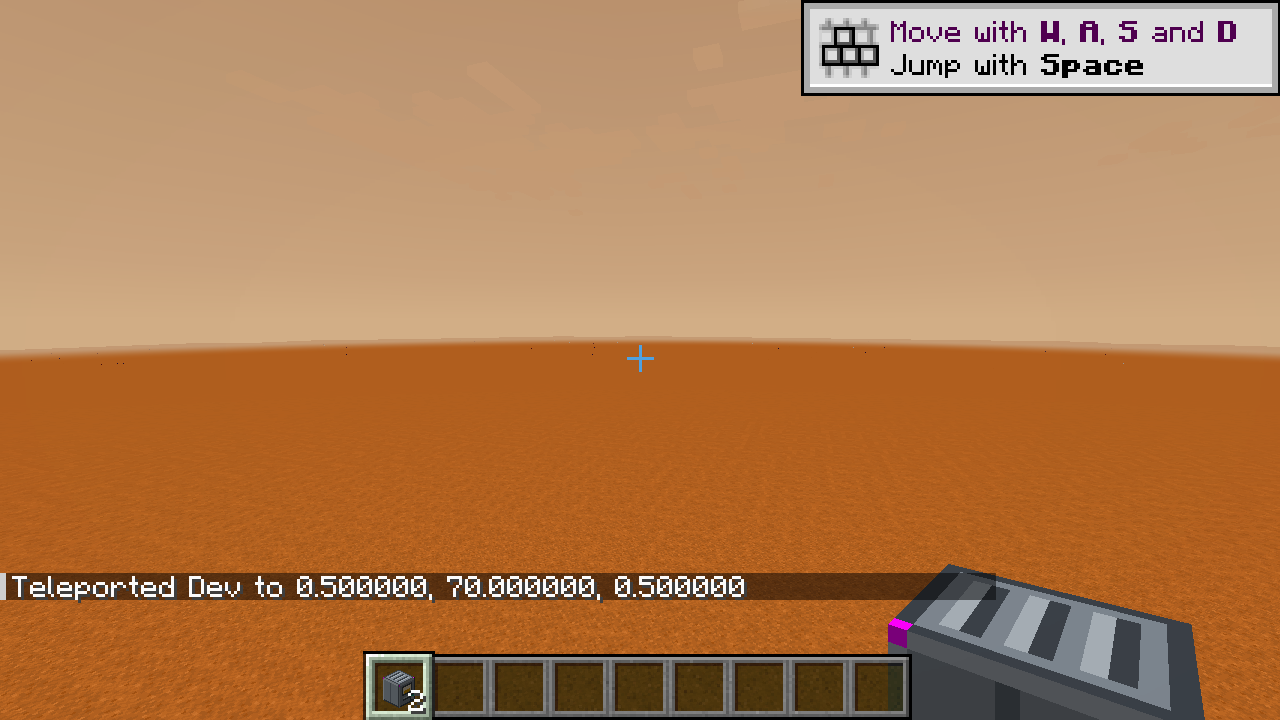 Move with W, A, S and D
Jump with Space
Teleported Dev to 0.500000, 70.000000, 0.500000
2